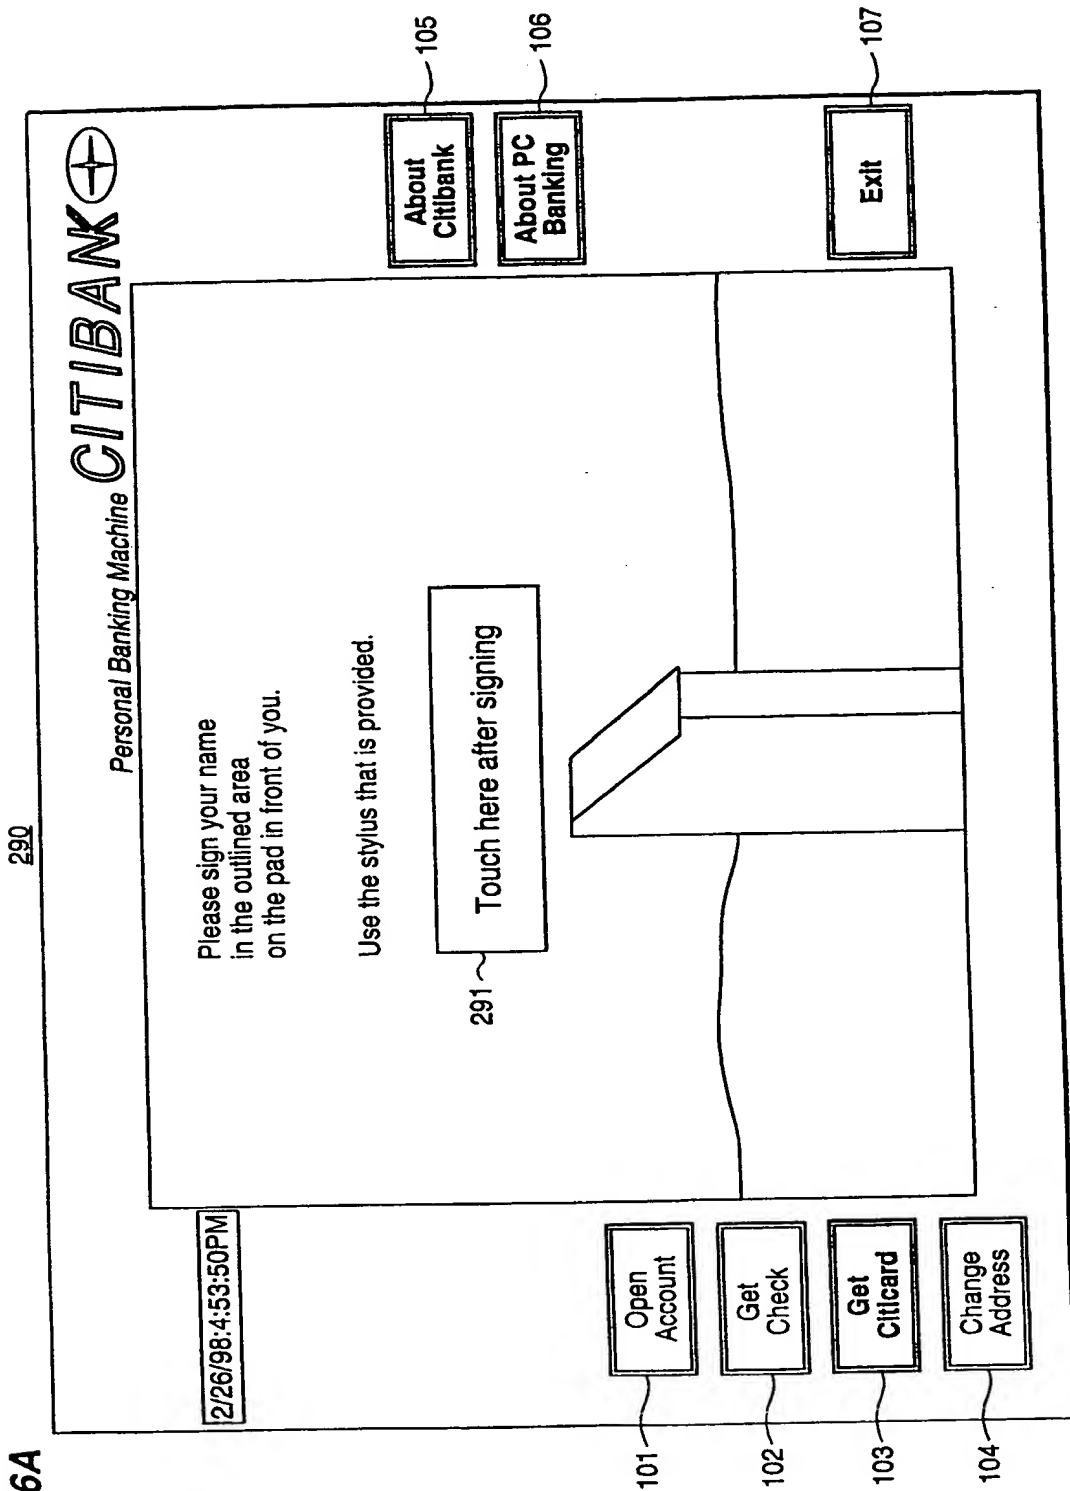 6A
290
Personal Banking Machine CITIBANK
2/26/98:4:53:50PM
Please sign your name
in the outlined area
on the pad in front of you.
Use the stylus that is provided.
291
Touch here after signing
About
Citibank
105
About PC
Banking
106
Exit
107
101
Open
Account
102
Get
Check
103
Get
Citicard
104
Change
Address